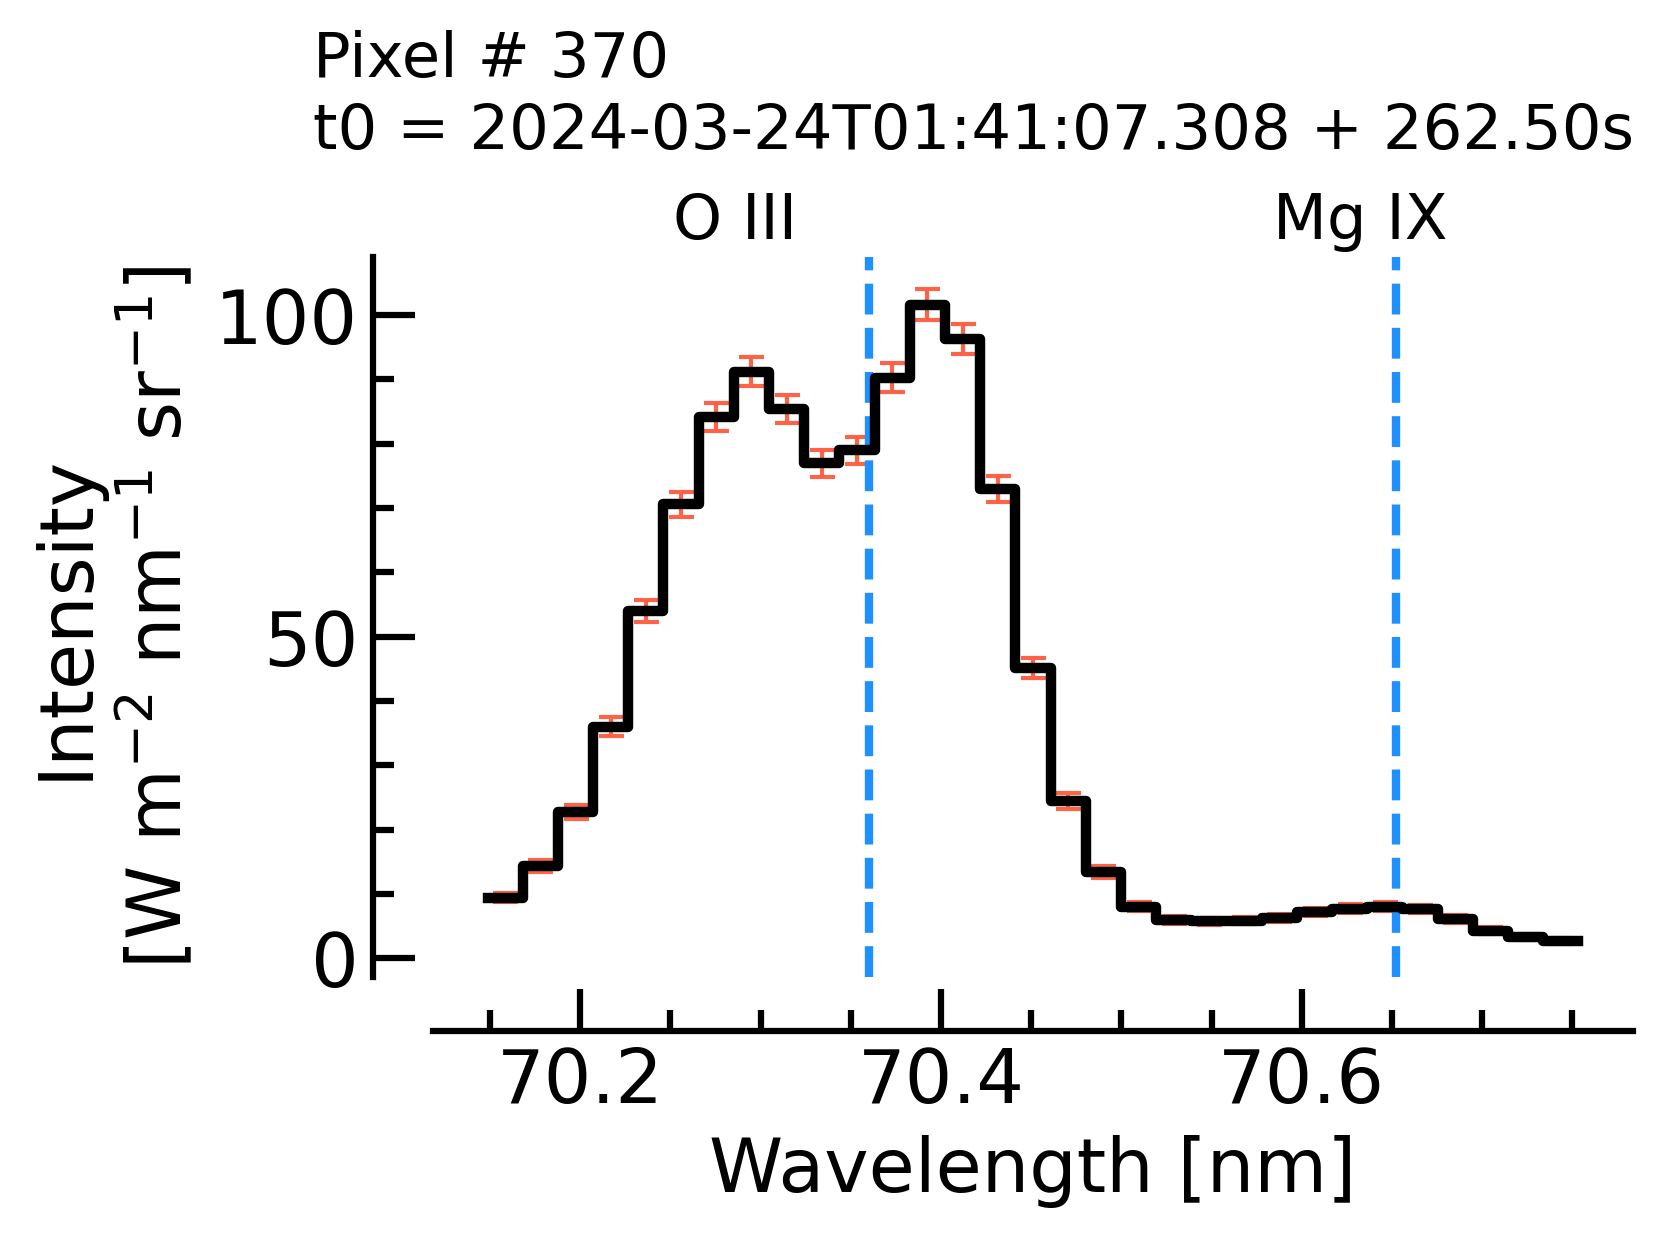 Pixel # 370
t0 = 2024-03-24T01:41:07.308 + 262.50s
O III
Mg IX
100
50
0
Intensity
[W m⁻² nm⁻¹ sr⁻¹]
70.2
70.4
70.6
Wavelength [nm]